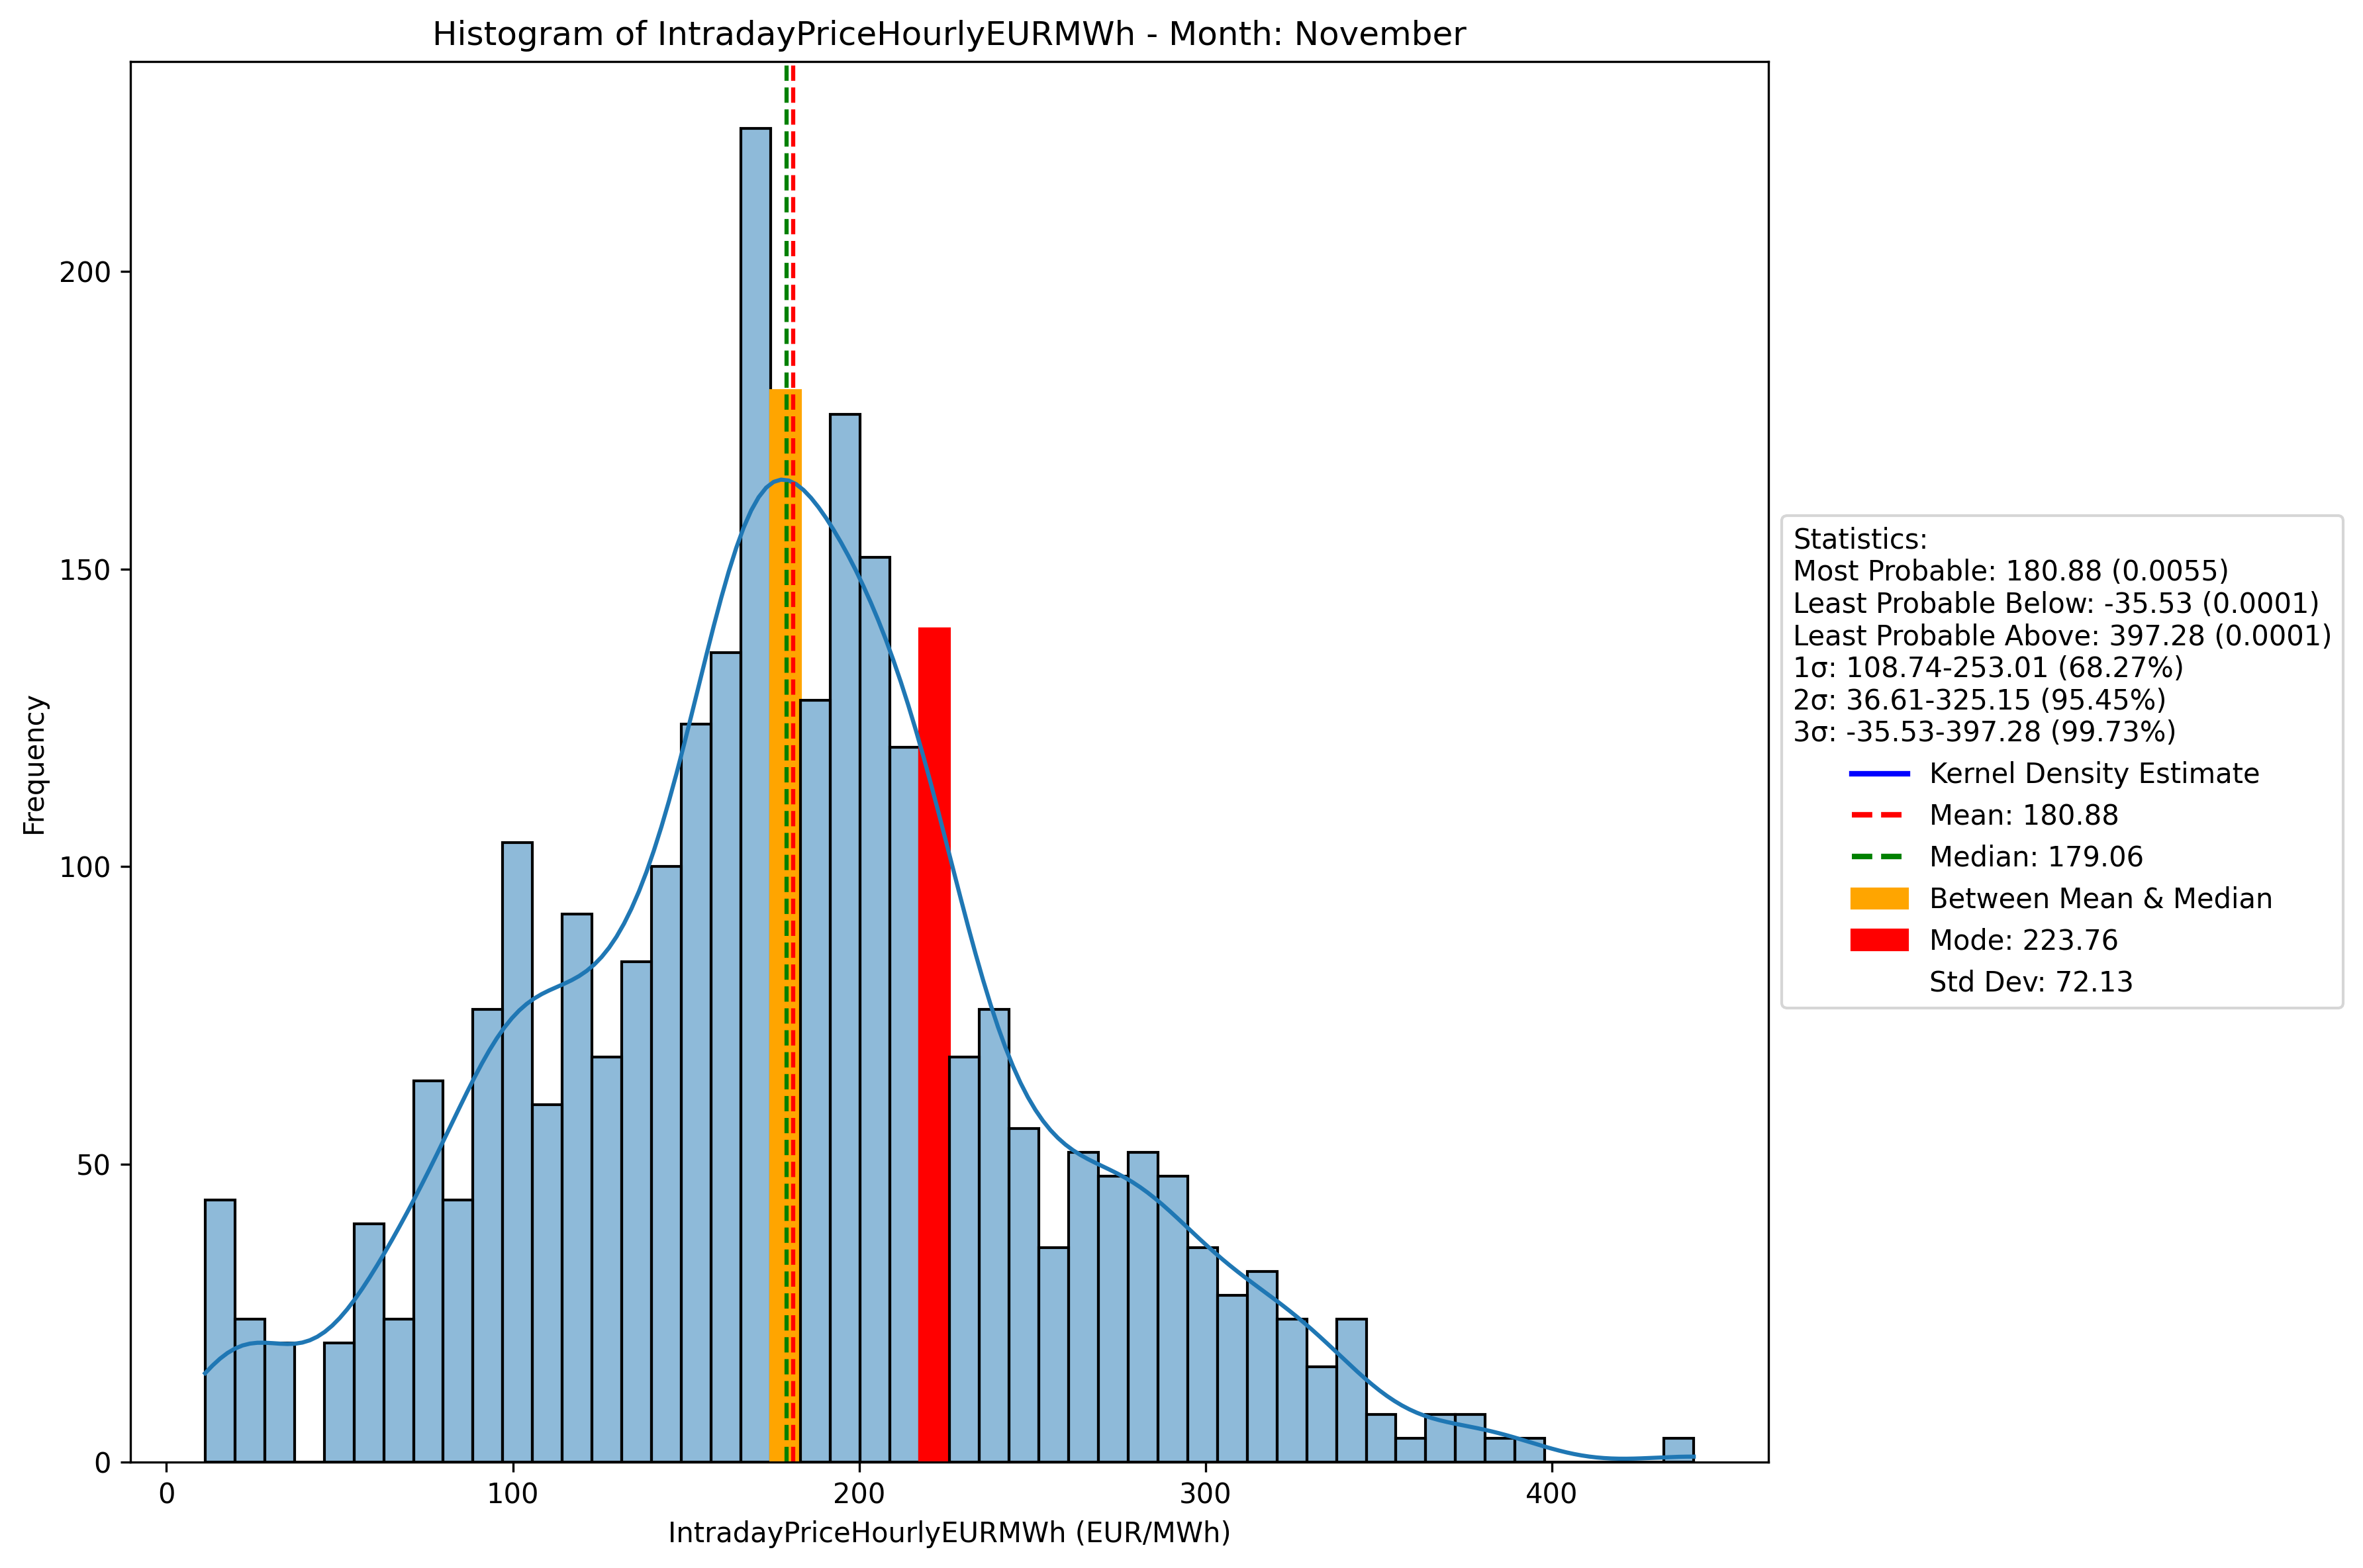 Histogram of IntradayPriceHourlyEURMWh - Month: November
Frequency
200
150
100
50
0
0 100 200 300 400
IntradayPriceHourlyEURMWh (EUR/MWh)
Statistics:
Most Probable: 180.88 (0.0055)
Least Probable Below: -35.53 (0.0001)
Least Probable Above: 397.28 (0.0001)
1σ: 108.74-253.01 (68.27%)
2σ: 36.61-325.15 (95.45%)
3σ: -35.53-397.28 (99.73%)
Kernel Density Estimate
Mean: 180.88
Median: 179.06
Between Mean & Median
Mode: 223.76
Std Dev: 72.13